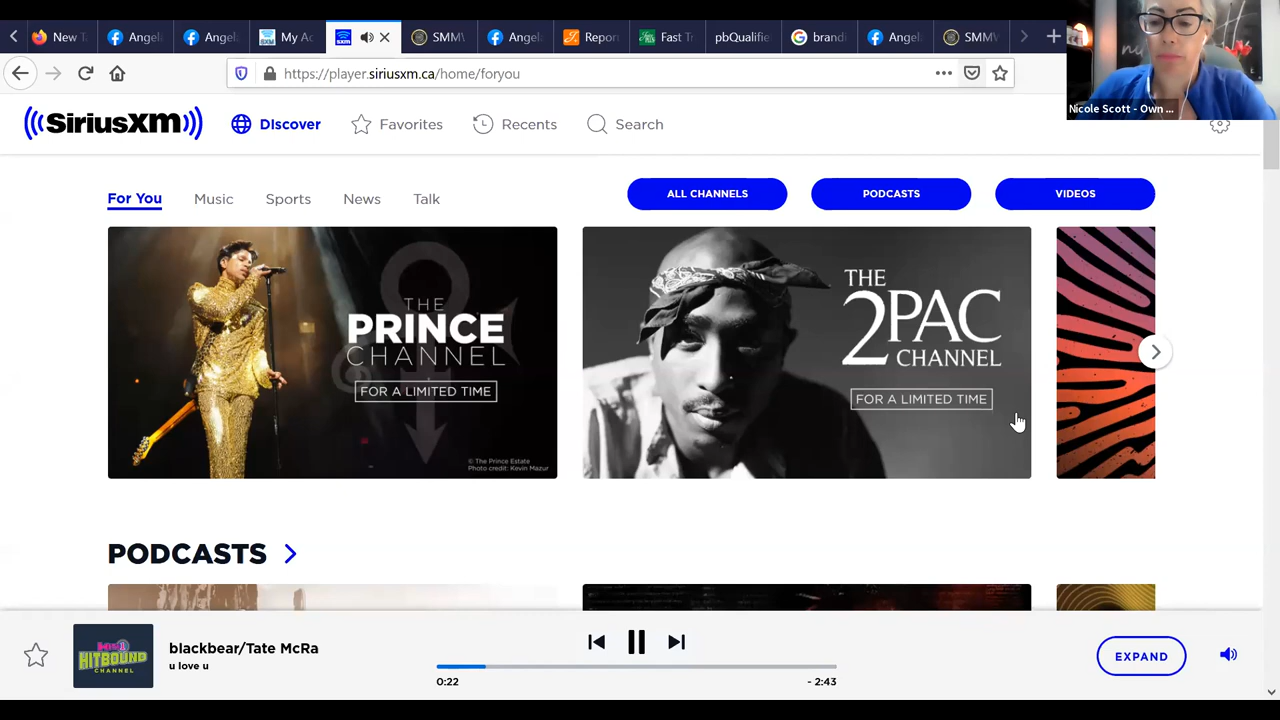 New T
Angel
Angel
My Ac
SMM
Angel
Repor
Fast Tr
pbQualifie
brandi
Angel
SMM
https://player.siriusxm.ca/home/foryou
Nicole Scott - Own ...
SiriusXM
Discover
Favorites
Recents
Search
For You
Music
Sports
News
Talk
ALL CHANNELS
PODCASTS
VIDEOS
THE
PRINCE
CHANNEL
FOR A LIMITED TIME
© The Prince Estate
Photo credit: Kevin Mazur
THE
2PAC
CHANNEL
FOR A LIMITED TIME
PODCASTS
HITBOUND
CHANNEL
blackbear/Tate McRa
u love u
0:22
- 2:43
EXPAND